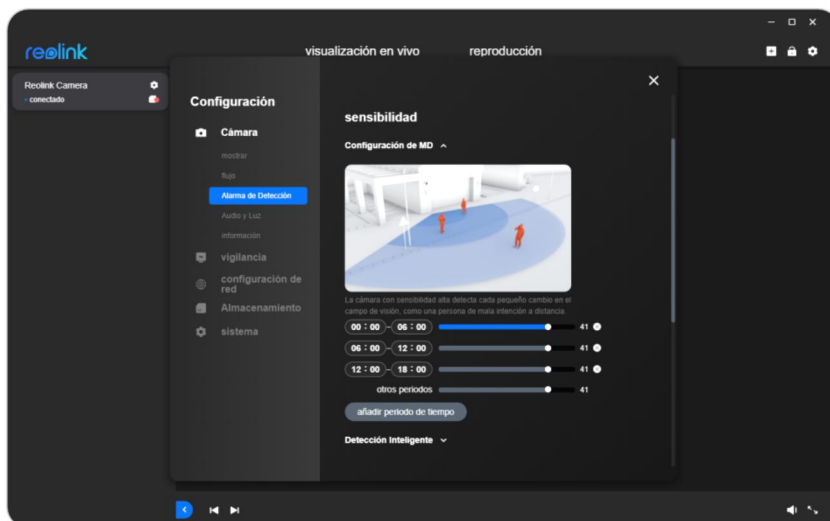 reolink
visualización en vivo
reproducción
Reolink Camera
conectado
Configuración
Cámara
mostrar
flujo
Alarma de Detección
Audio y Luz
información
vigilancia
configuración de
red
Almacenamiento
sistema
sensibilidad
Configuración de MD
La cámara con sensibilidad alta detecta cada pequeño cambio en el
campo de visión, como una persona de mala intención a distancia.
00 : 00 – 06 : 00 41
06 : 00 – 12 : 00 41
12 : 00 – 18 : 00 41
otros periodos 41
añadir periodo de tiempo
Detección Inteligente